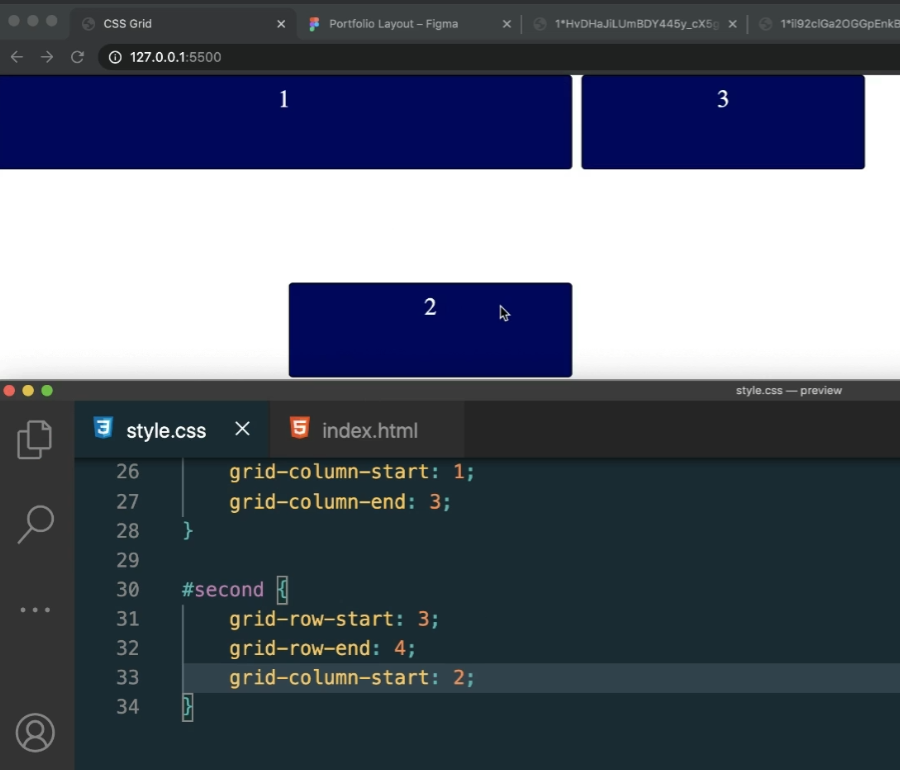 CSS Grid
Portfolio Layout – Figma
1*HvDHaJiLUmBDY445y_cX5g
127.0.0.1:5500
1
3
2
style.css — preview
style.css
index.html
26 grid-column-start: 1;
27 grid-column-end: 3;
28 }
29
30 #second {
31 grid-row-start: 3;
32 grid-row-end: 4;
33 grid-column-start: 2;
34 }